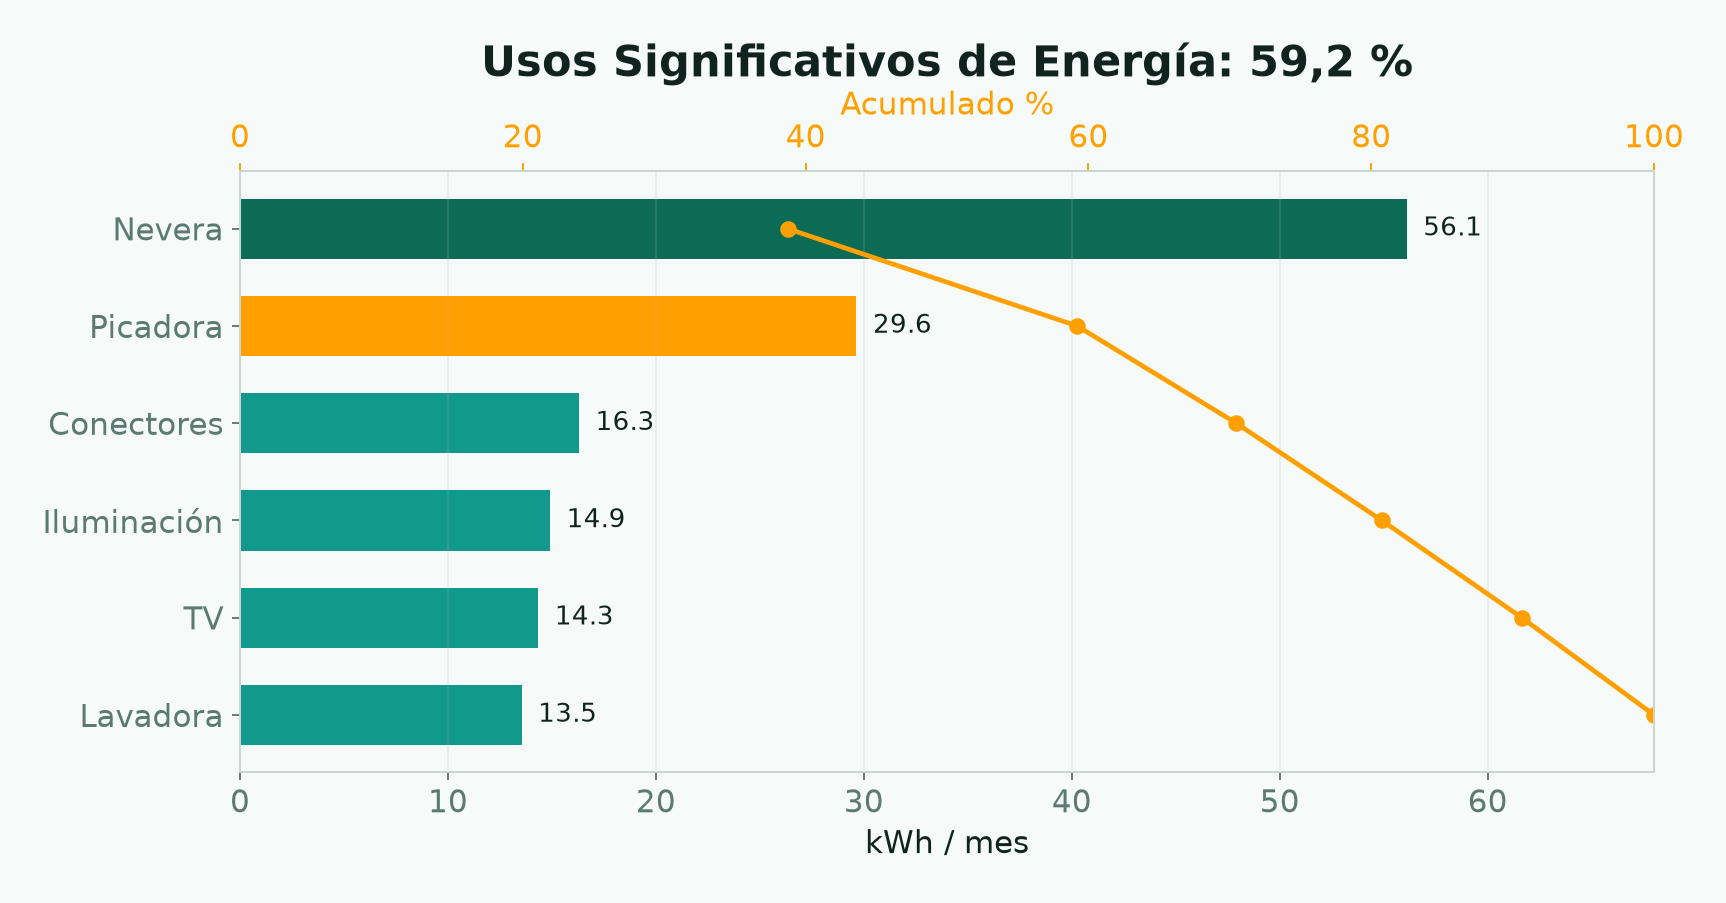 Usos Significativos de Energía: 59,2 %
Acumulado %
0 20 40 60 80 100
Nevera 56.1
Picadora 29.6
Conectores 16.3
Iluminación 14.9
TV 14.3
Lavadora 13.5
0 10 20 30 40 50 60
kWh / mes